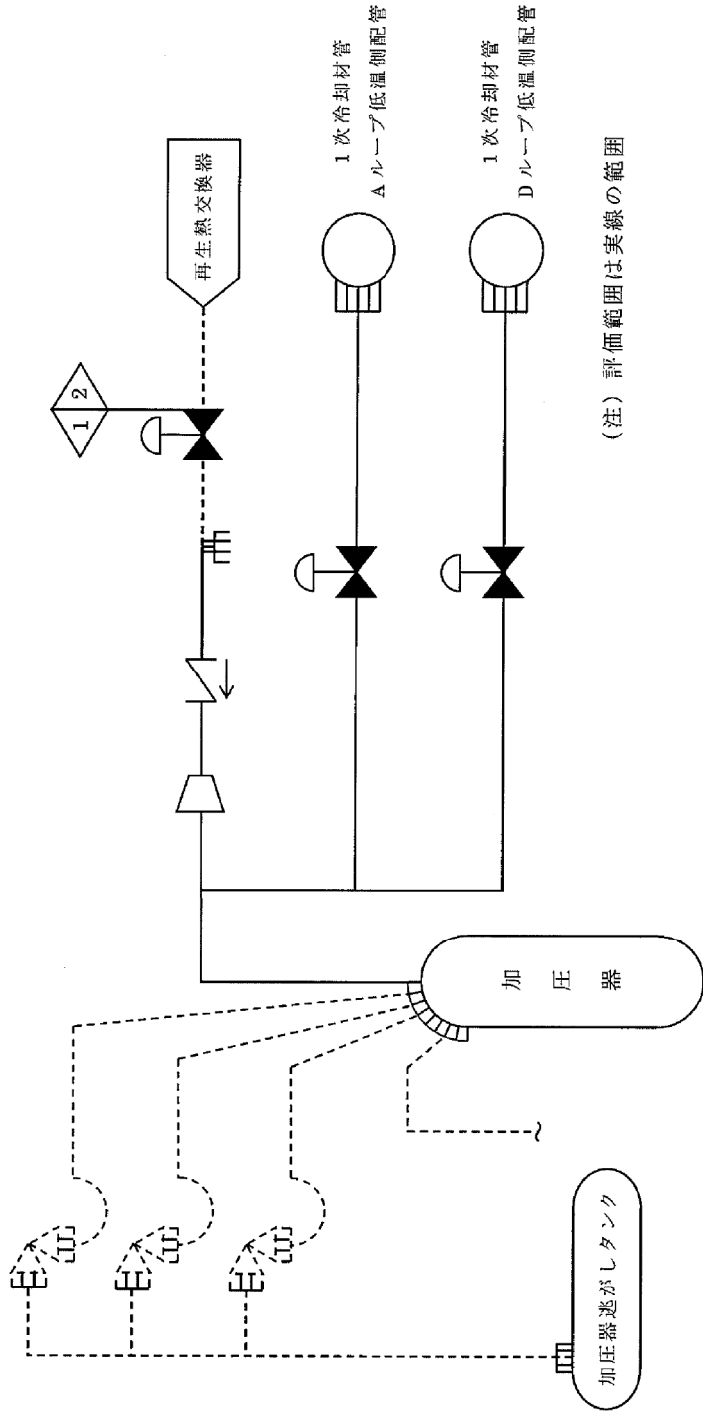 1 2
再生熱交換器
1次冷却材管
Aループ低温側配管
1次冷却材管
Dループ低温側配管
加圧器
加圧器逃がしタンク
(注) 評価範囲は実線の範囲